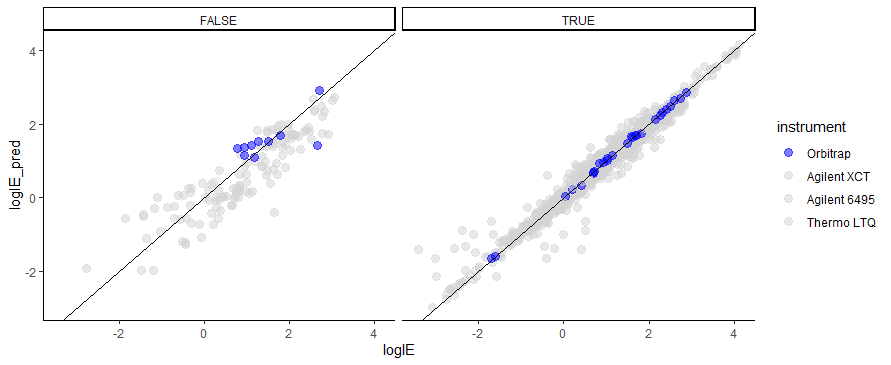 FALSE
TRUE
logIE_pred
4
2
0
-2
-2
0
2
4
-2
0
2
4
logIE
instrument
Orbitrap
Agilent XCT
Agilent 6495
Thermo LTQ